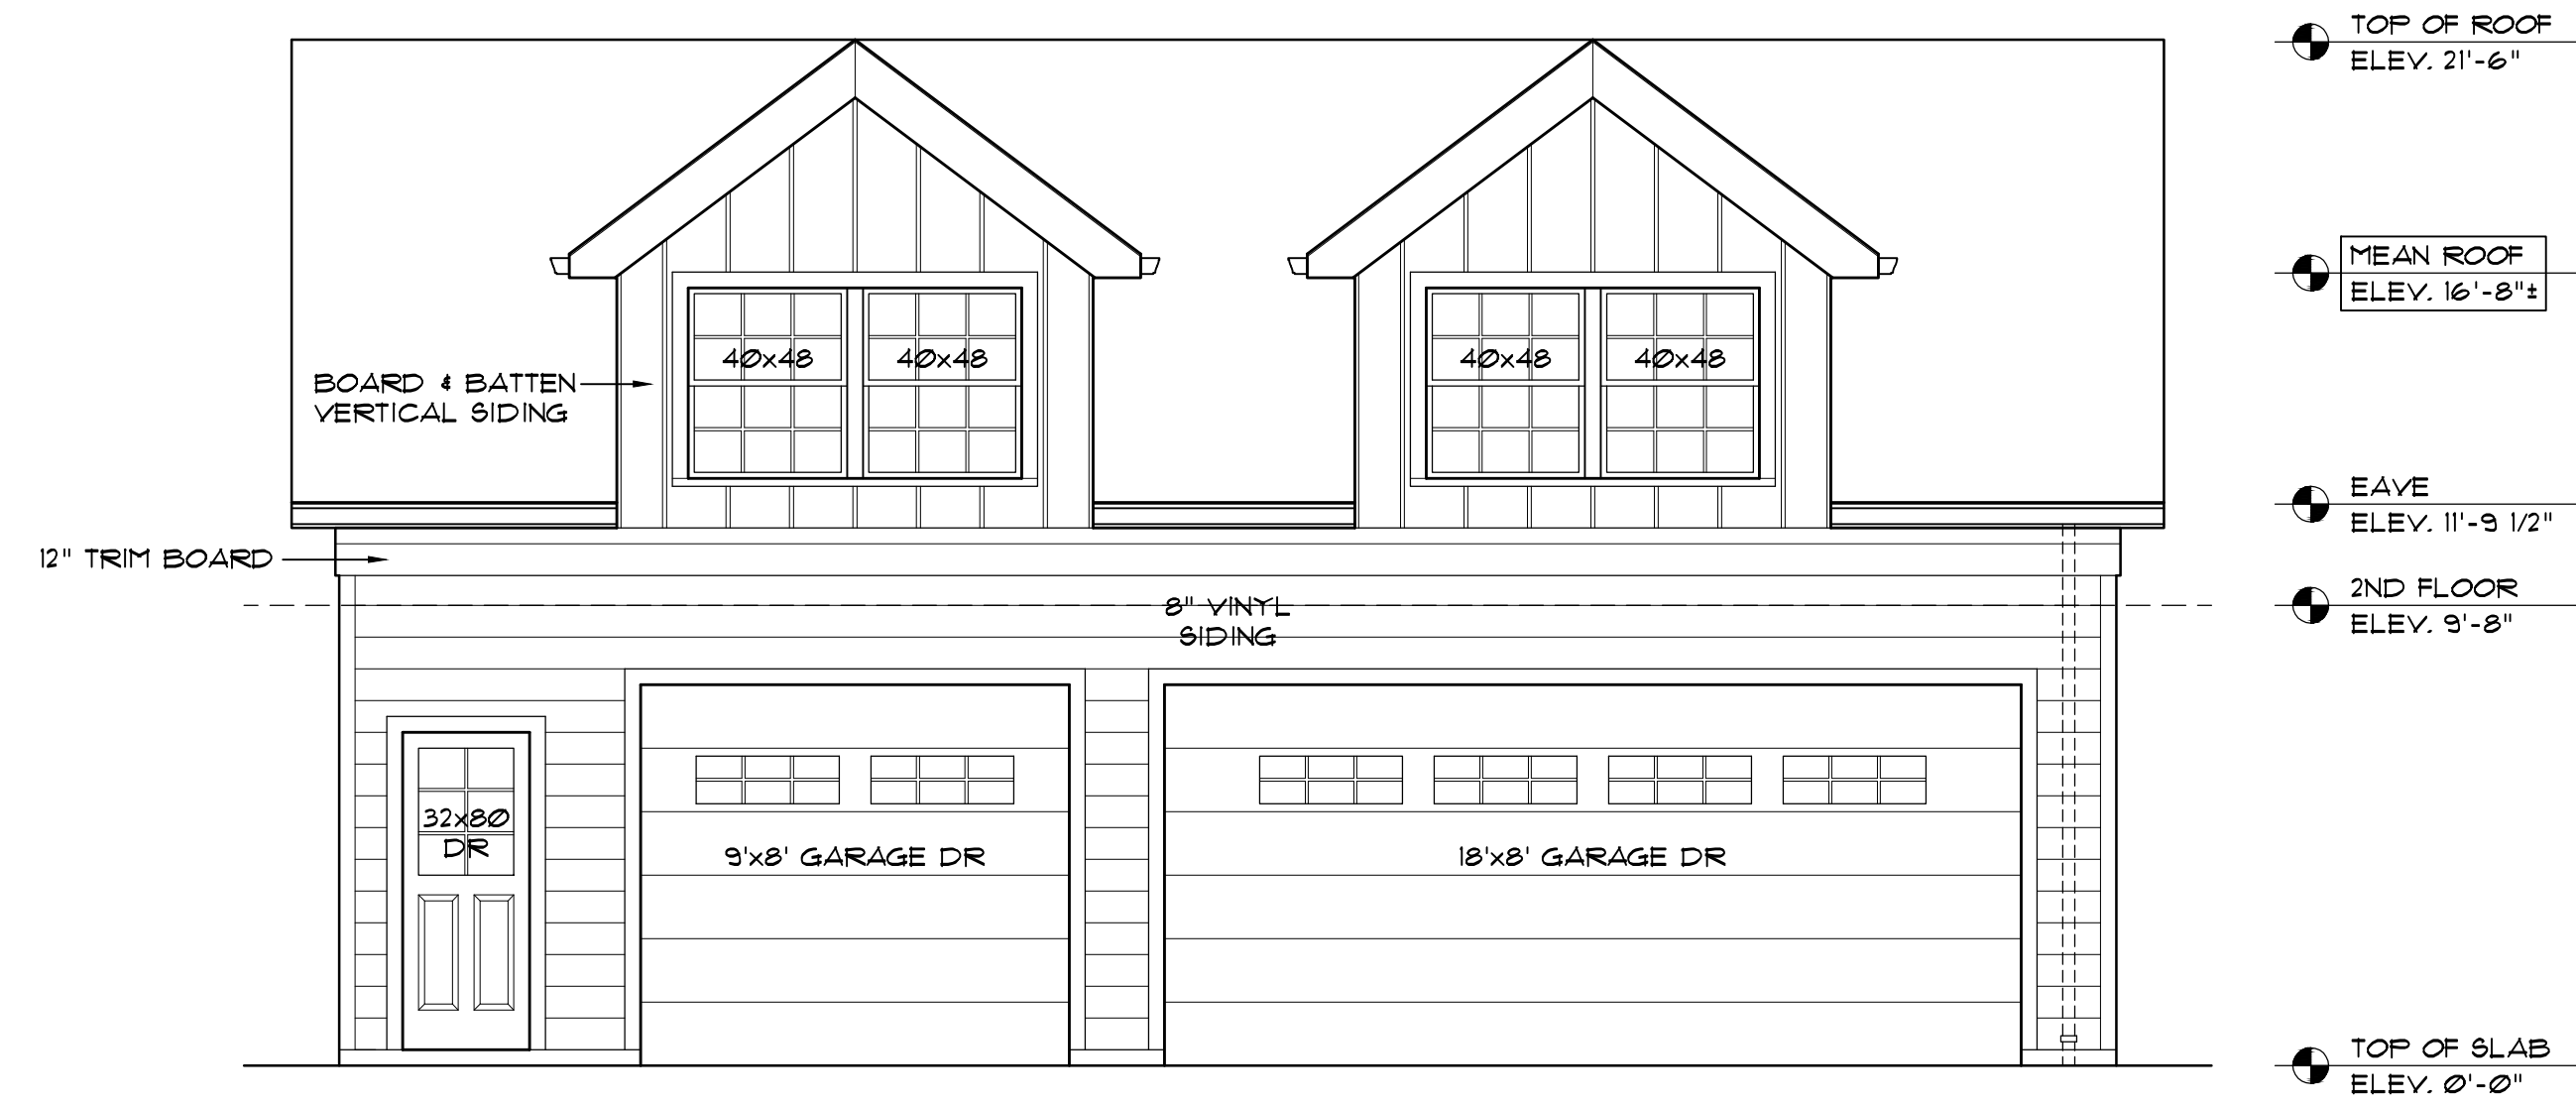 TOP OF ROOF
ELEV. 21'-6"
MEAN ROOF
ELEV. 16'-8"±
40x48
40x48
40x48
40x48
BOARD & BATTEN
VERTICAL SIDING
EAVE
ELEV. 11'-9 1/2"
12" TRIM BOARD
2ND FLOOR
ELEV. 9'-8"
8" VINYL
SIDING
32x80
DR
9'x8' GARAGE DR
18'x8' GARAGE DR
TOP OF SLAB
ELEV. 0'-0"